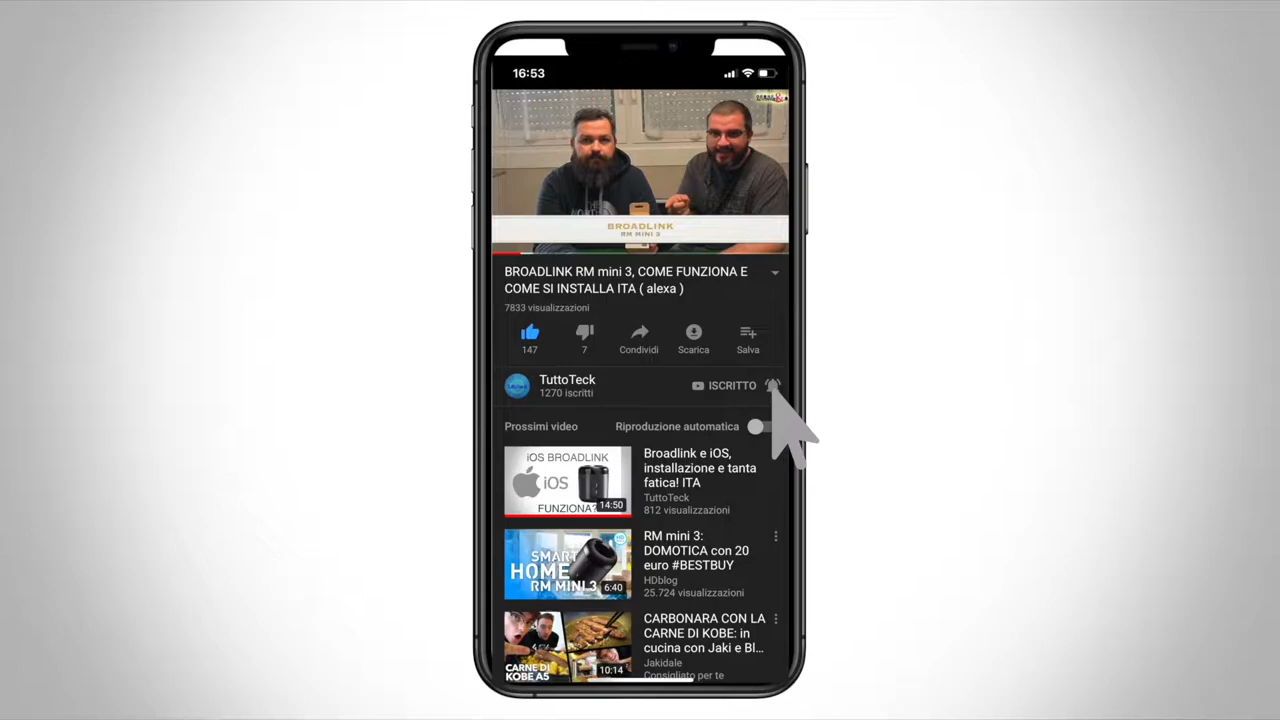 16:53
BROADLINK
RM MINI 3
BROADLINK RM mini 3, COME FUNZIONA E
COME SI INSTALLA ITA ( alexa )
7833 visualizzazioni
147
7
Condividi
Scarica
Salva
TuttoTeck
1270 iscritti
ISCRITTO
Prossimi video
Riproduzione automatica
iOS BROADLINK
iOS
FUNZIONA?
14:50
Broadlink e iOS,
installazione e tanta
fatica! ITA
TuttoTeck
812 visualizzazioni
SMART
HOME
RM MINI 3
HD
6:40
RM mini 3:
DOMOTICA con 20
euro #BESTBUY
HDblog
25.724 visualizzazioni
CARNE DI
KOBE A5
10:14
CARBONARA CON LA
CARNE DI KOBE: in
cucina con Jaki e Bl...
Jakidale
Consigliato per te